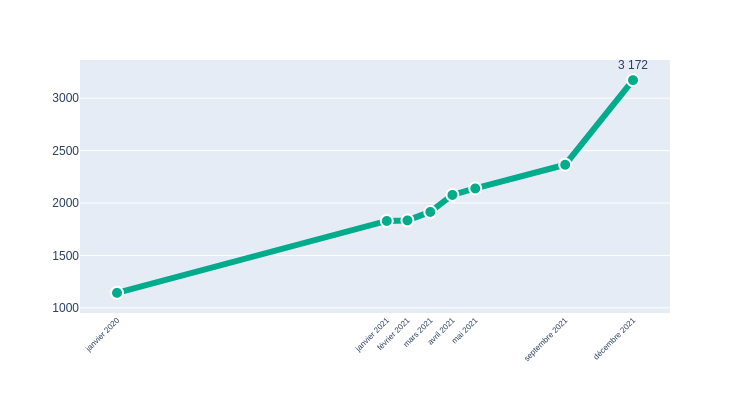 3 172
3000
2500
2000
1500
1000
janvier 2020
janvier 2021
février 2021
mars 2021
avril 2021
mai 2021
septembre 2021
décembre 2021